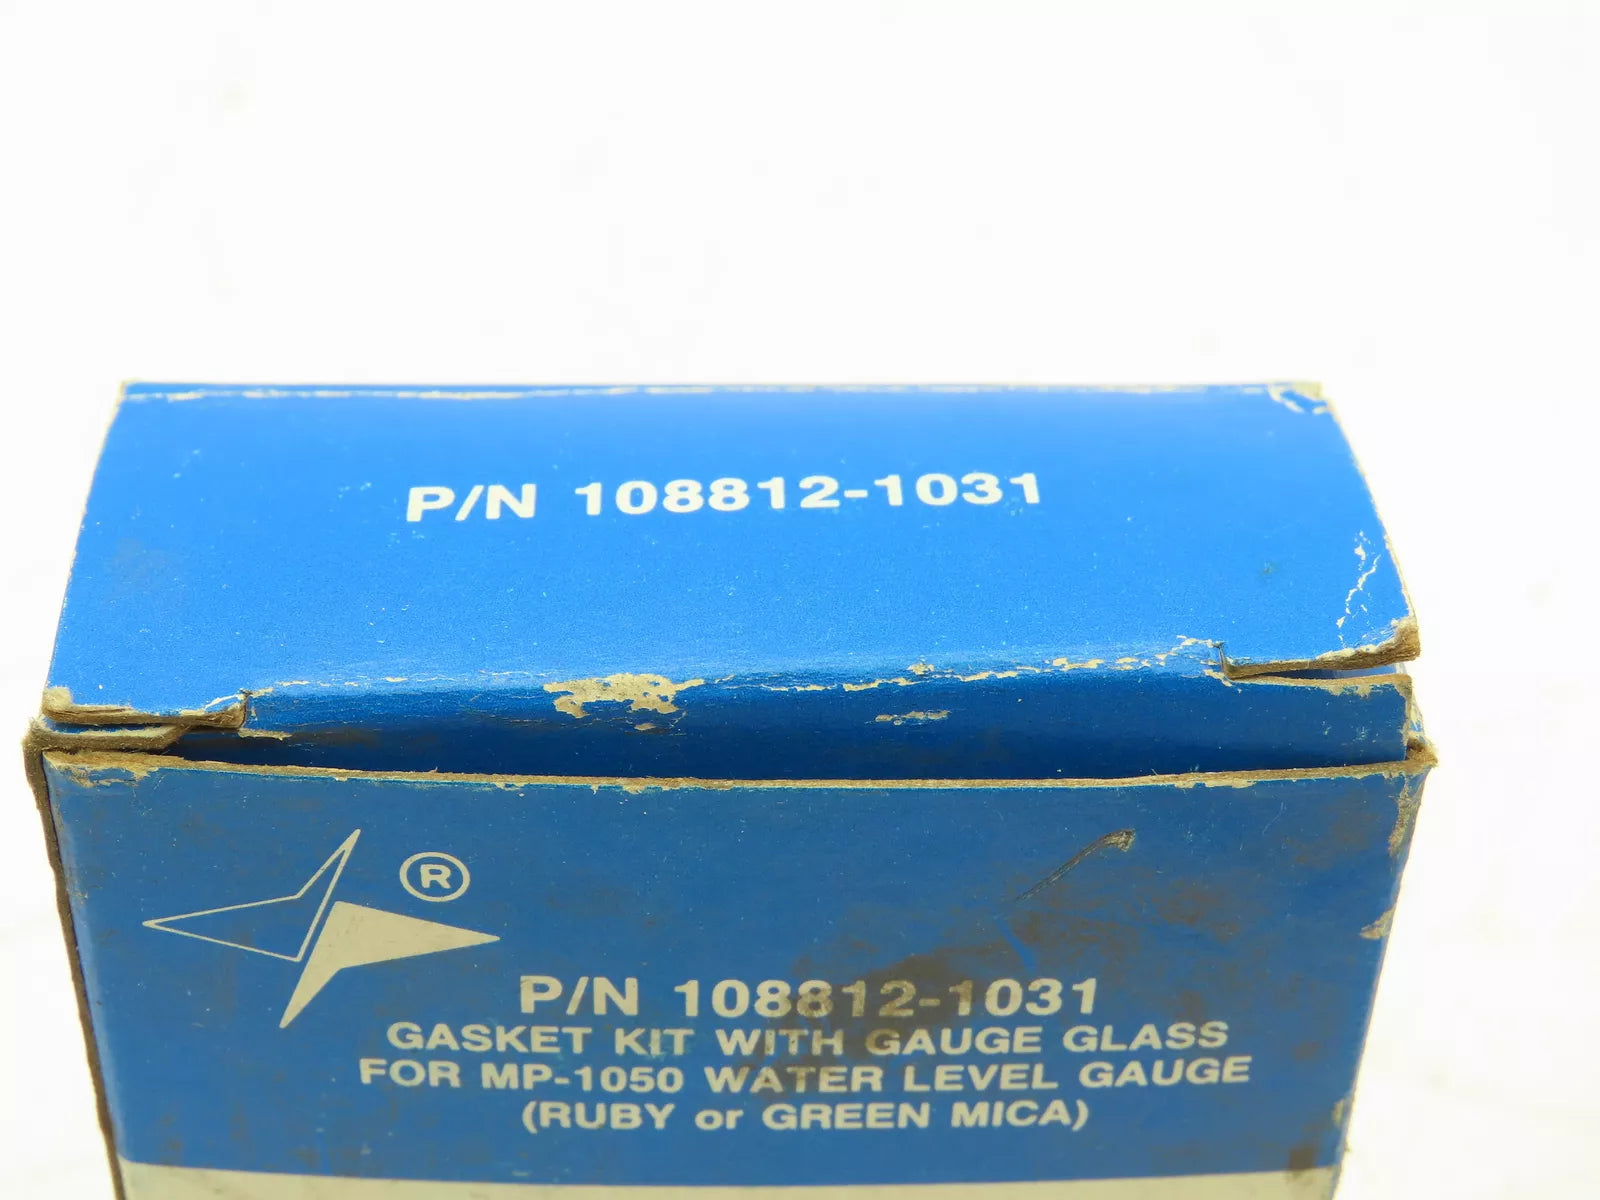 P/N 108812-1031
®
P/N 108812-1031
GASKET KIT WITH GAUGE GLASS
FOR MP-1050 WATER LEVEL GAUGE
(RUBY or GREEN MICA)